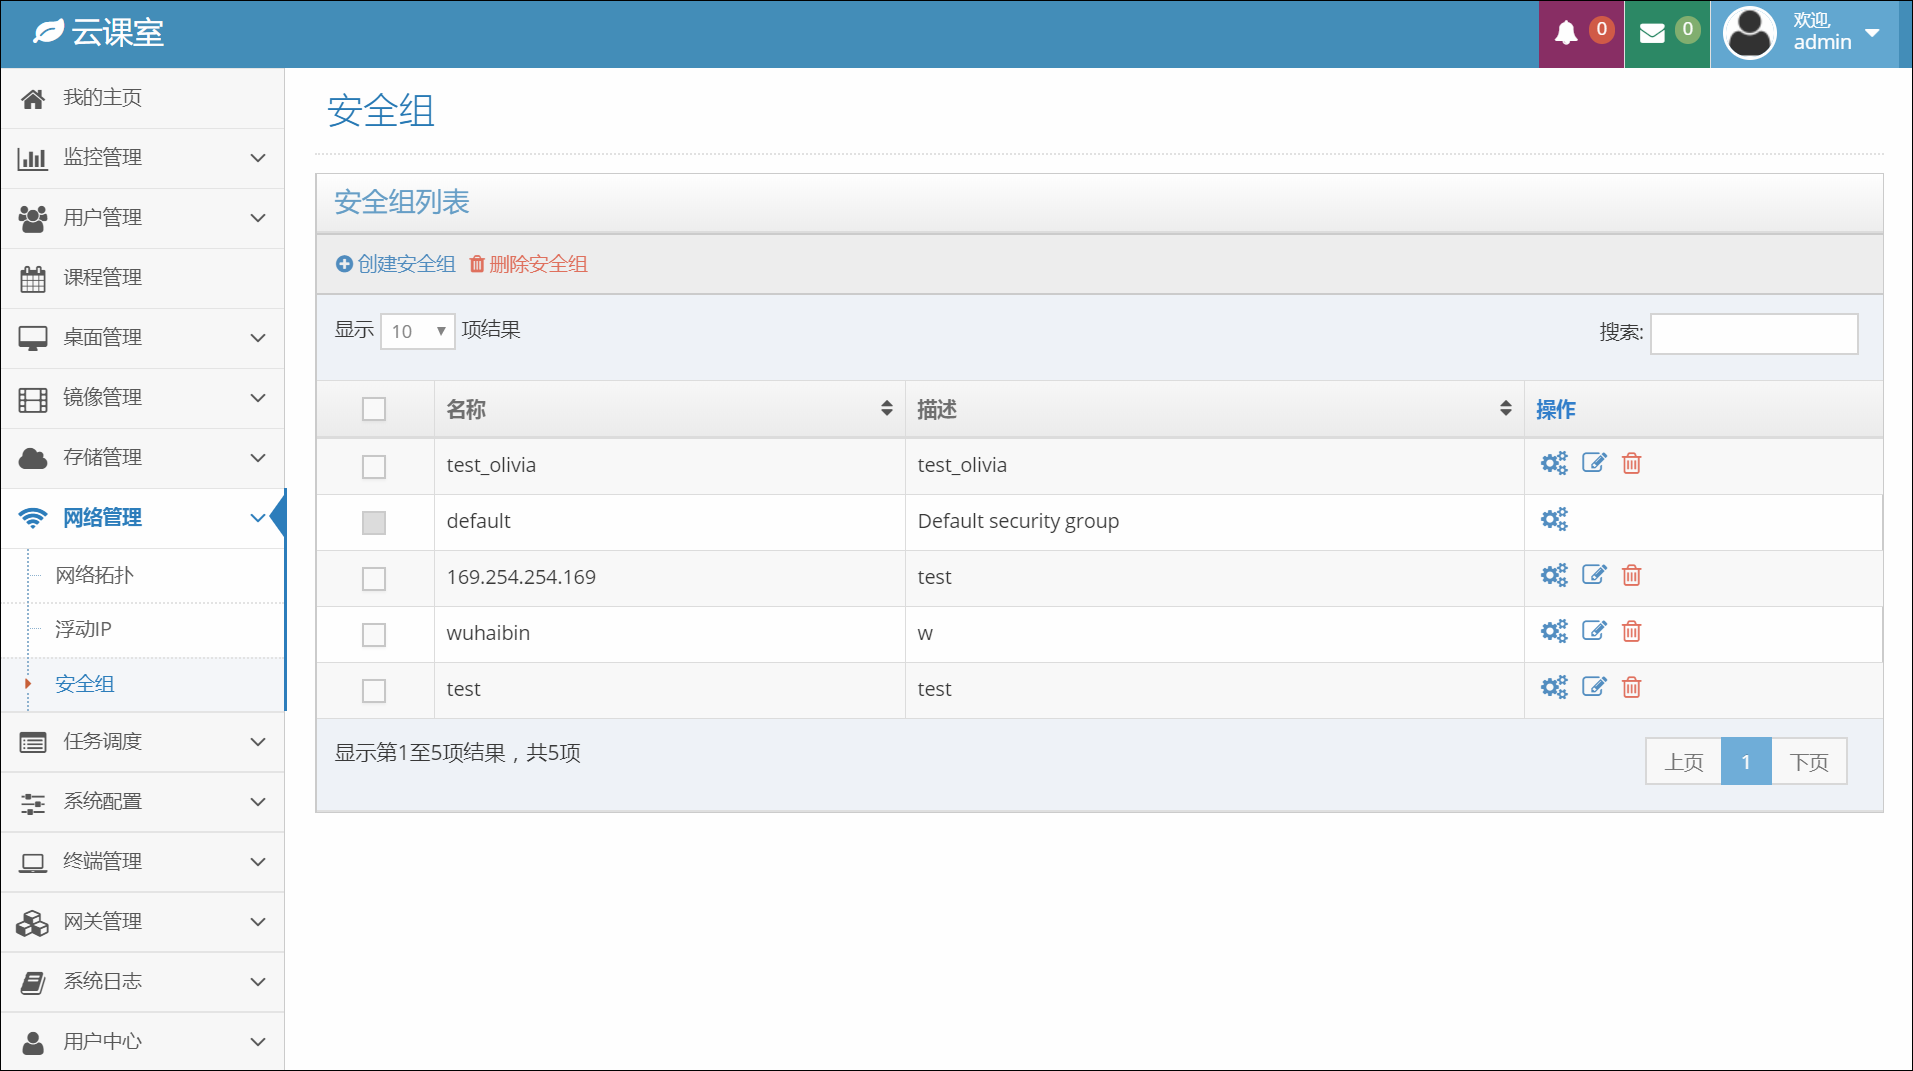 云课室
0
0
欢迎,
admin
我的主页
监控管理
用户管理
课程管理
桌面管理
镜像管理
存储管理
网络管理
网络拓扑
浮动IP
安全组
任务调度
系统配置
终端管理
网关管理
系统日志
用户中心
安全组
安全组列表
创建安全组 删除安全组
显示 10 项结果
搜索:
名称 描述 操作
test_olivia test_olivia
default Default security group
169.254.254.169 test
wuhaibin w
test test
显示第1至5项结果，共5项
上页 1 下页